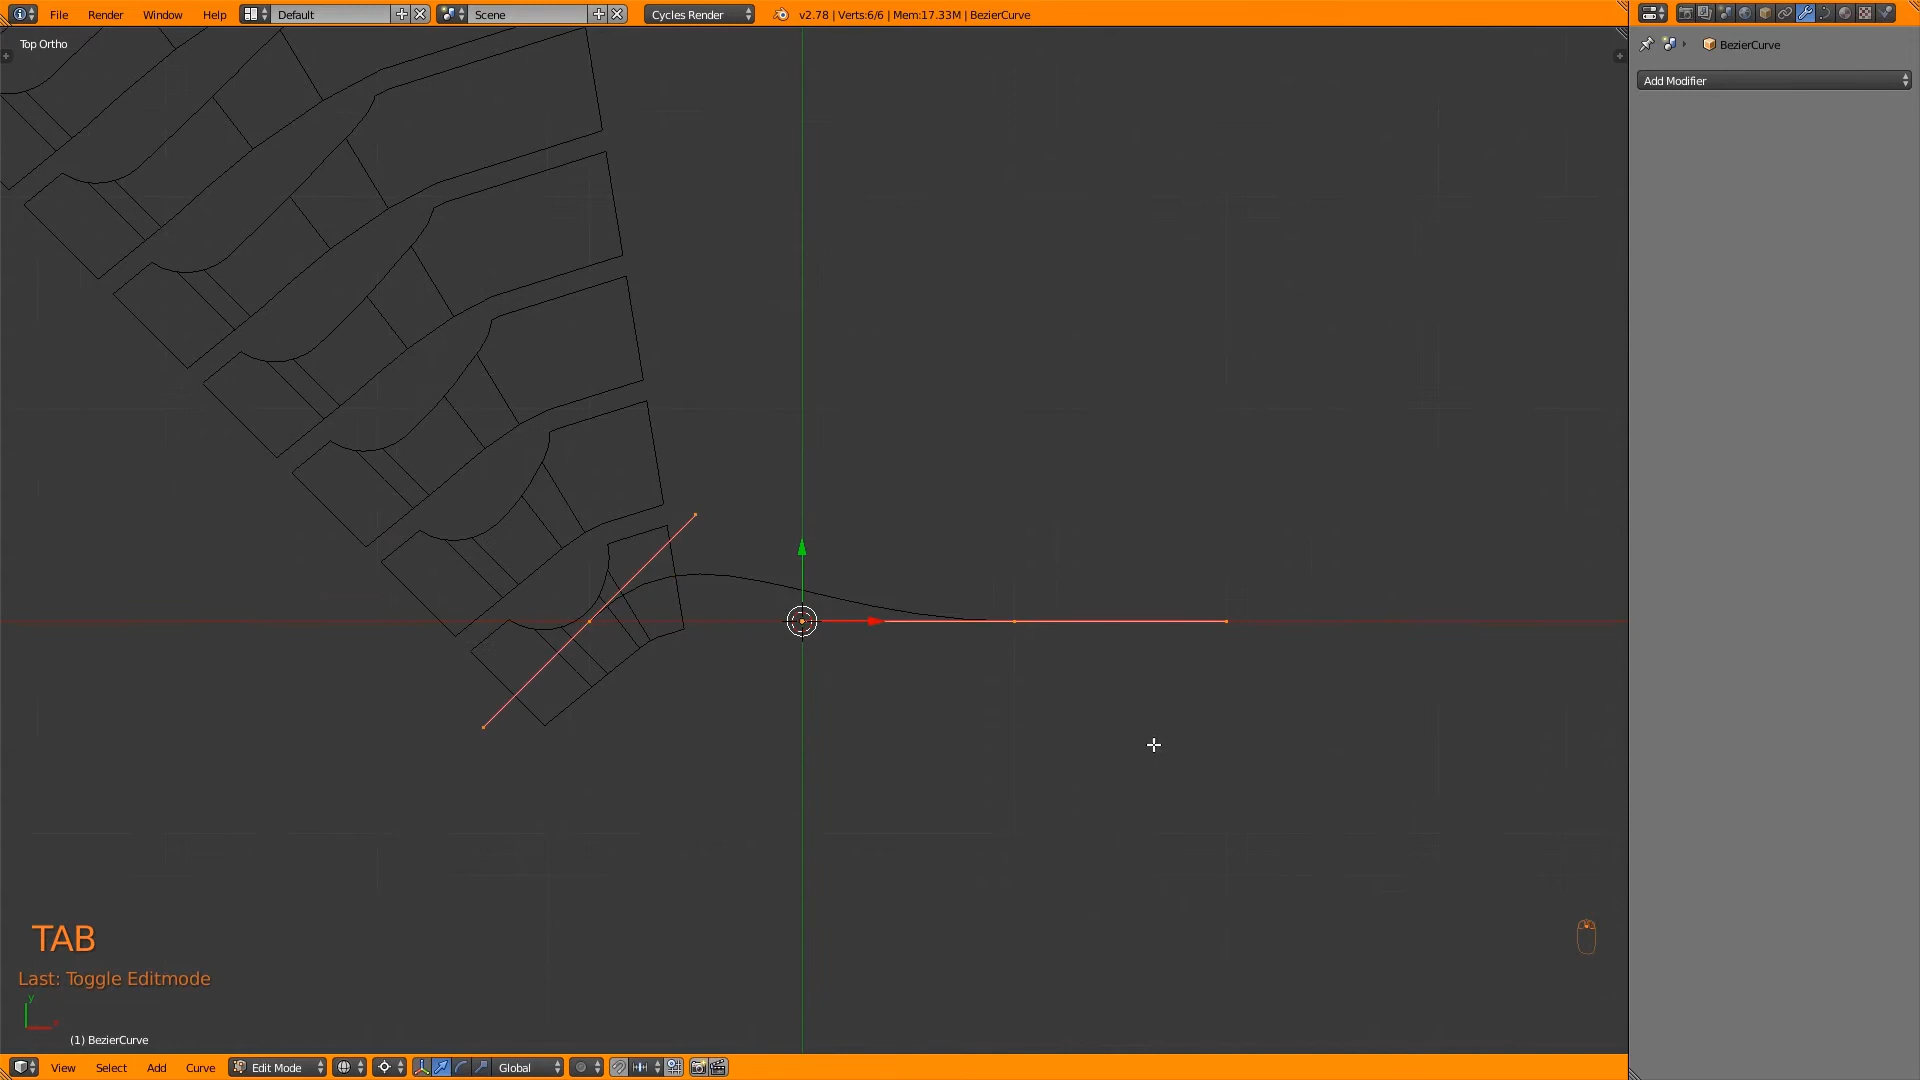 File Render Window Help Default Scene Cycles Render v2.78 | Verts:6/6 | Mem:17.33M | BezierCurve
Top Ortho
BezierCurve
Add Modifier
TAB
Last: Toggle Editmode
y
x
(1) BezierCurve
View Select Add Curve Edit Mode Global